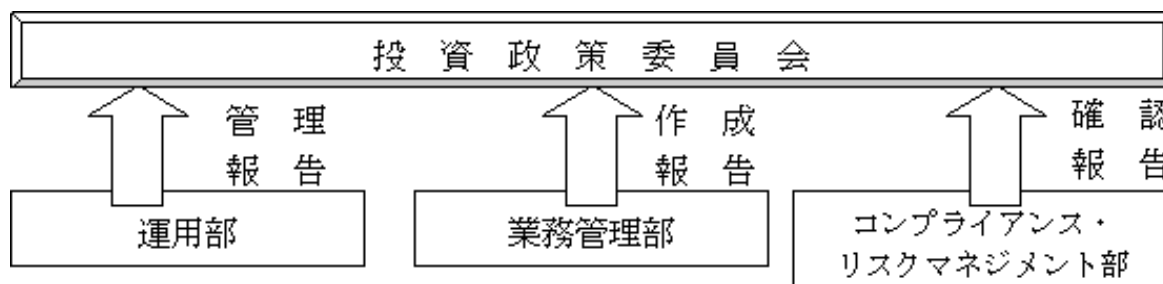 投資政策委員会
管理
報告
作成
報告
確認
報告
運用部
業務管理部
コンプライアンス・
リスクマネジメント部